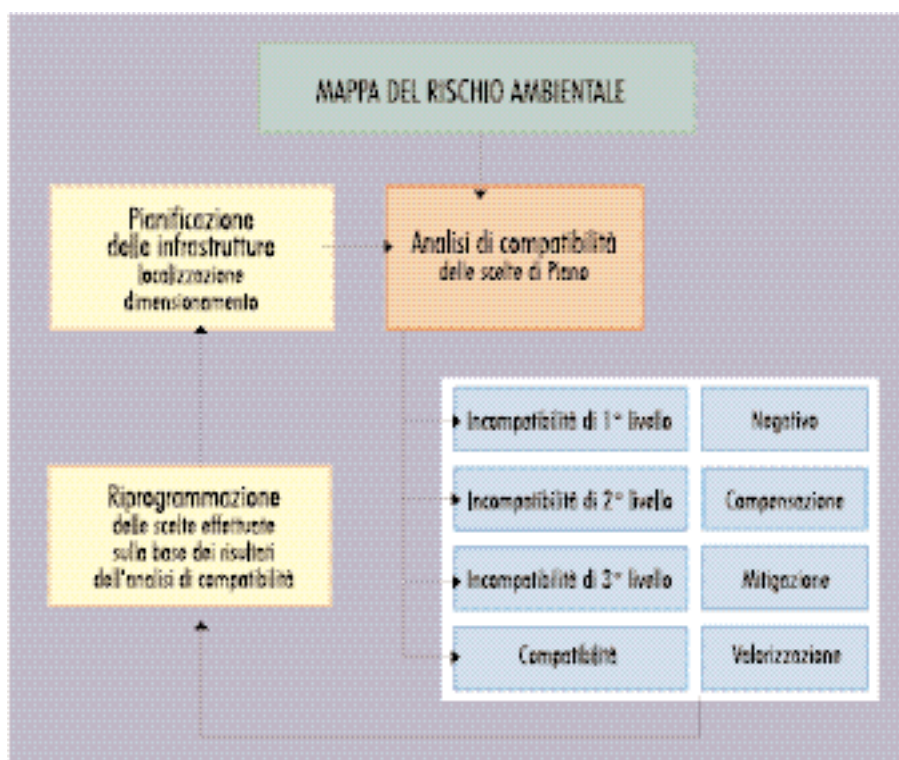 MAPPA DEL RISCHIO AMBIENTALE
Pianificazione
delle infrastrutture
localizzazione
dimensionamento
Analisi di compatibilità
delle scelte di Piano
Incompatibilità di 1° livello
Negativo
Incompatibilità di 2° livello
Compensazione
Riprogrammazione
delle scelte effettuate
sulla base dei risultati
dell'analisi di compatibilità
Incompatibilità di 3° livello
Mitigazione
Compatibilità
Valorizzazione